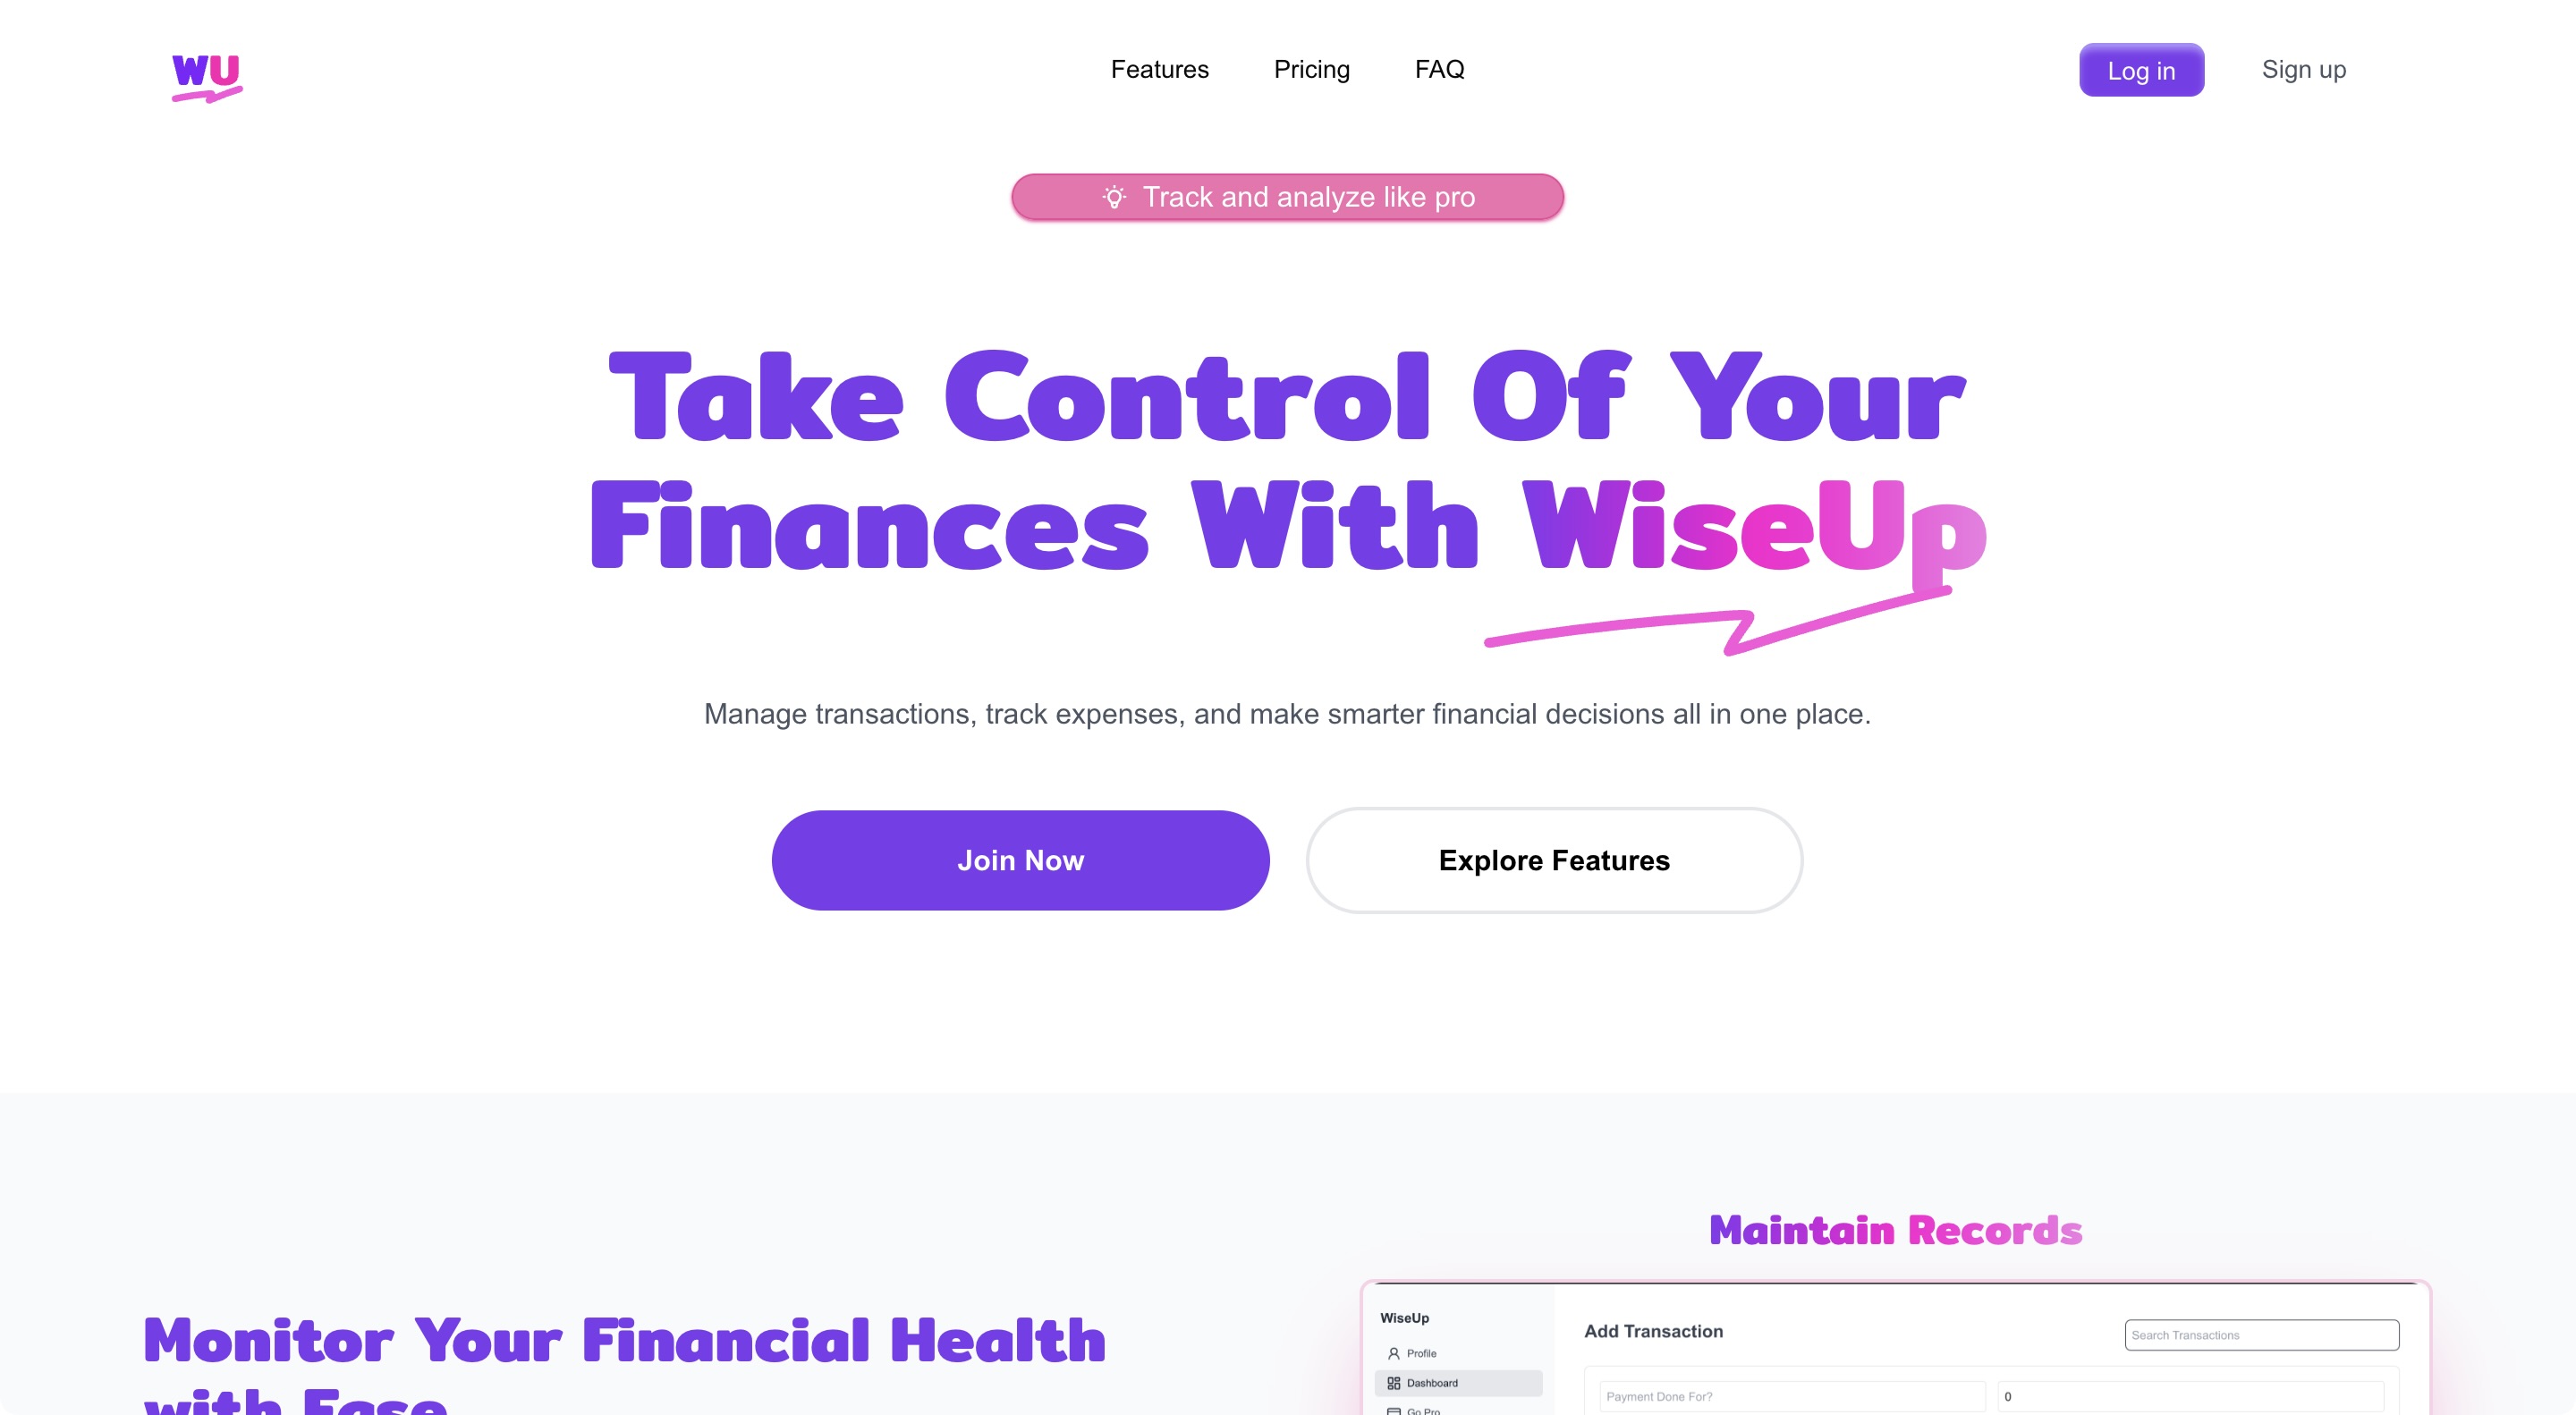 WU
Features Pricing FAQ
Log in Sign up
Track and analyze like pro
Take Control Of Your
Finances With WiseUp
Manage transactions, track expenses, and make smarter financial decisions all in one place.
Join Now Explore Features
Maintain Records
Monitor Your Financial Health
with Ease
WiseUp
Profile
Dashboard
Go Pro
Add Transaction
Search Transactions
Payment Done For?
0